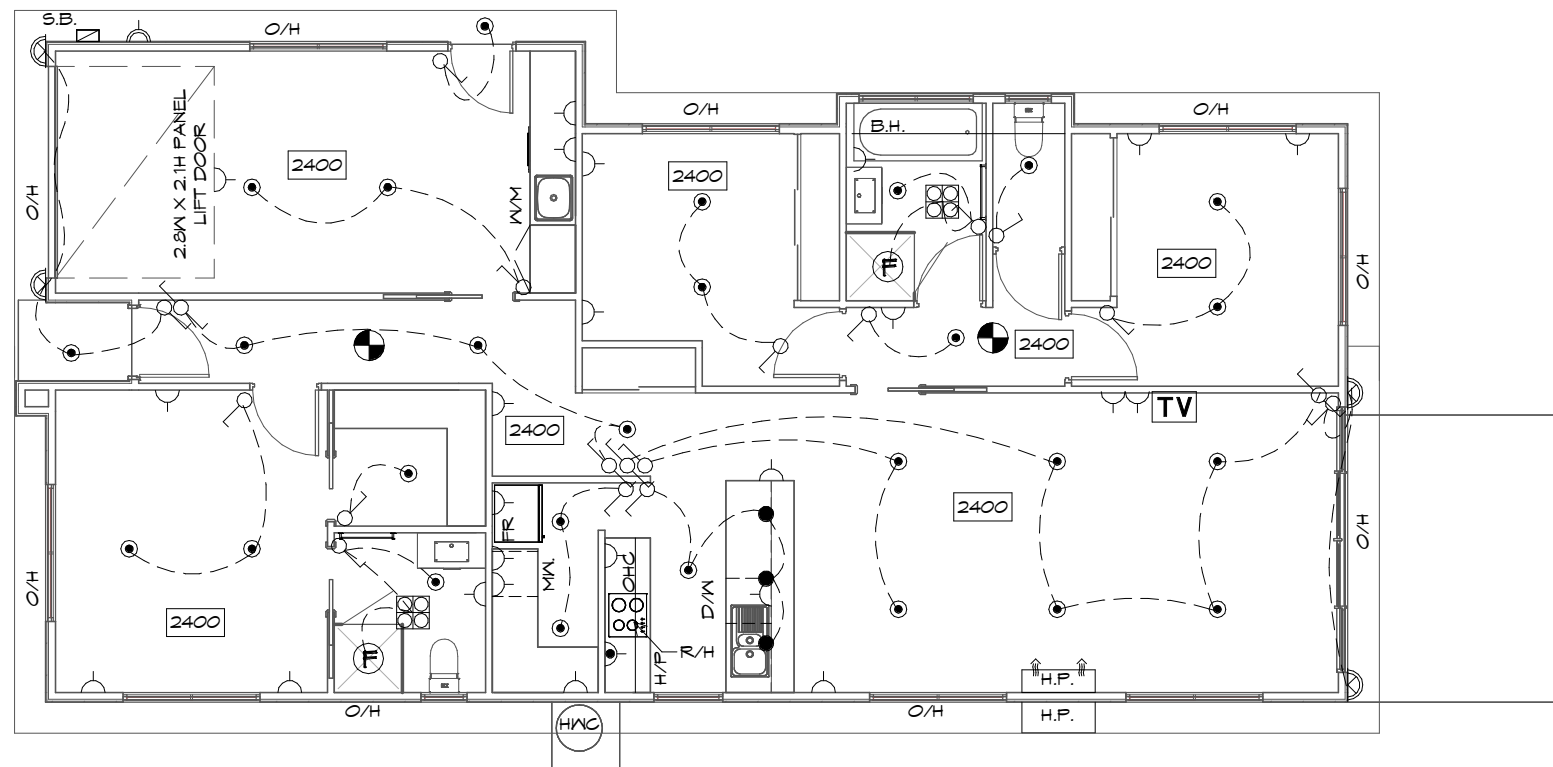 S.B.
O/H
O/H
2.8W X 2.1H PANEL
LIFT DOOR
2400
W/M
O/H
2400
B.H.
O/H
2400
O/H
2400
TV
2400
FR
MW.
OHC
D/W
2400
O/H
O/H
2400
H/P
R/H
H.P.
O/H
HWC
O/H
H.P.